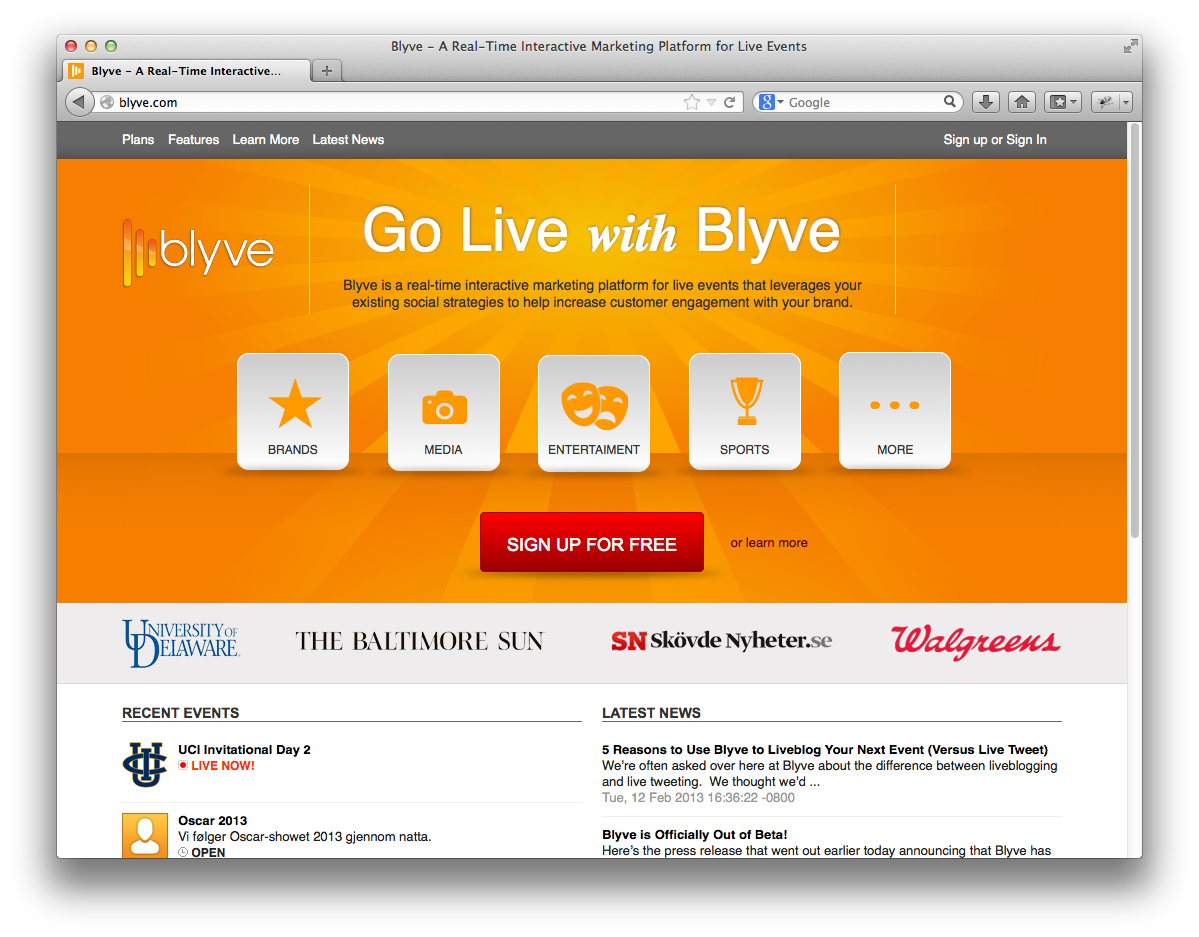 Blyve – A Real-Time Interactive Marketing Platform for Live Events
Blyve – A Real-Time Interactive...
blyve.com
Google
Plans Features Learn More Latest News
Sign up or Sign In
blyve
Go Live with Blyve
Blyve is a real-time interactive marketing platform for live events that leverages your
existing social strategies to help increase customer engagement with your brand.
BRANDS
MEDIA
ENTERTAIMENT
SPORTS
MORE
SIGN UP FOR FREE
or learn more
UNIVERSITY OF
DELAWARE
THE BALTIMORE SUN
SN Skövde Nyheter.se
Walgreens
RECENT EVENTS
UCI Invitational Day 2
LIVE NOW!
Oscar 2013
Vi følger Oscar-showet 2013 gjennom natta.
OPEN
LATEST NEWS
5 Reasons to Use Blyve to Liveblog Your Next Event (Versus Live Tweet)
We're often asked over here at Blyve about the difference between liveblogging
and live tweeting. We thought we'd ...
Tue, 12 Feb 2013 16:36:22 -0800
Blyve is Officially Out of Beta!
Here's the press release that went out earlier today announcing that Blyve has